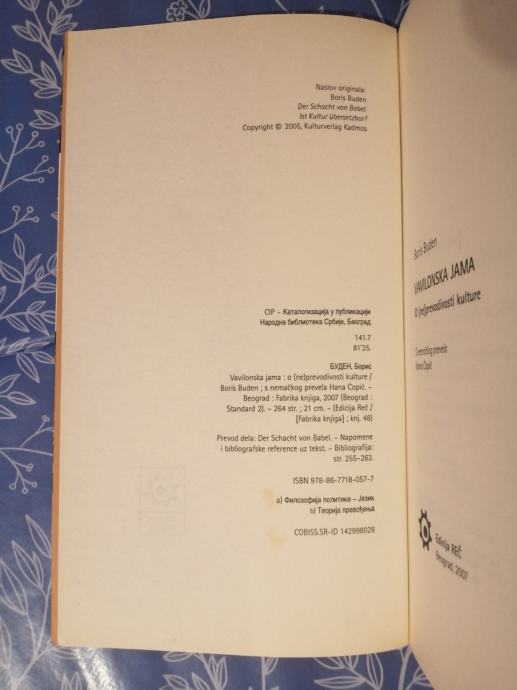 Naslov originala:
Boris Buden
Der Schacht von Babel.
Ist Kultur übersetzbar?
Copyright © 2005, Kulturverlag Kadmos
CIP – Каталогизација у публикацији
Народна библиотека Србије, Београд
141.7
81'25.
БУДЕН, Борис
Vavilonska jama : o (ne)prevodivosti kulture /
Boris Buden ; s nemačkog prevela Hana Ćopić. –
Beograd : Fabrika knjiga, 2007 (Beograd :
Standard 2). – 264 str. ; 21 cm. – (Edicija Reč /
[Fabrika knjiga] ; knj. 48)
Prevod dela: Der Schacht von Babel. – Napomene
i bibliografske reference uz tekst. – Bibliografija:
str. 255–263.
ISBN 978-86-7718-057-7
a) Филозофија политике – Језик
b) Теорија превођења
COBISS.SR-ID 142998028
Boris Buden
VAVILONSKA JAMA
O (ne)prevodivosti kulture
S nemačkog prevela
Hana Ćopić
Edicija REČ
Beograd, 2007